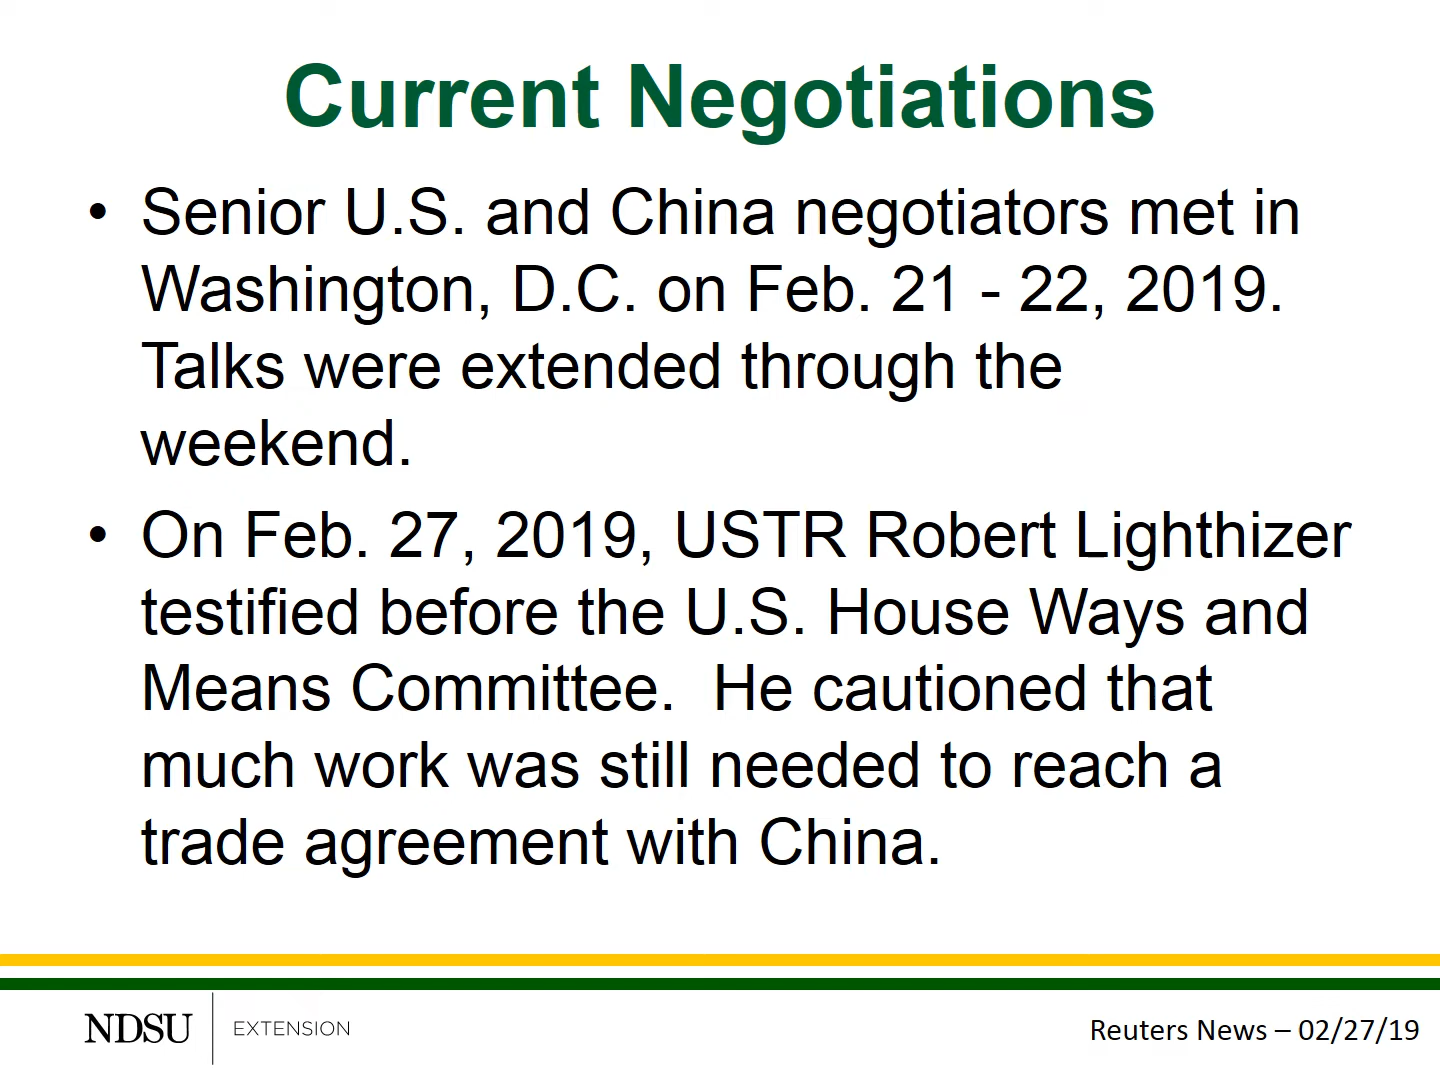 Current Negotiations
• Senior U.S. and China negotiators met in
Washington, D.C. on Feb. 21 - 22, 2019.
Talks were extended through the
weekend.
• On Feb. 27, 2019, USTR Robert Lighthizer
testified before the U.S. House Ways and
Means Committee.  He cautioned that
much work was still needed to reach a
trade agreement with China.
NDSU EXTENSION
Reuters News – 02/27/19